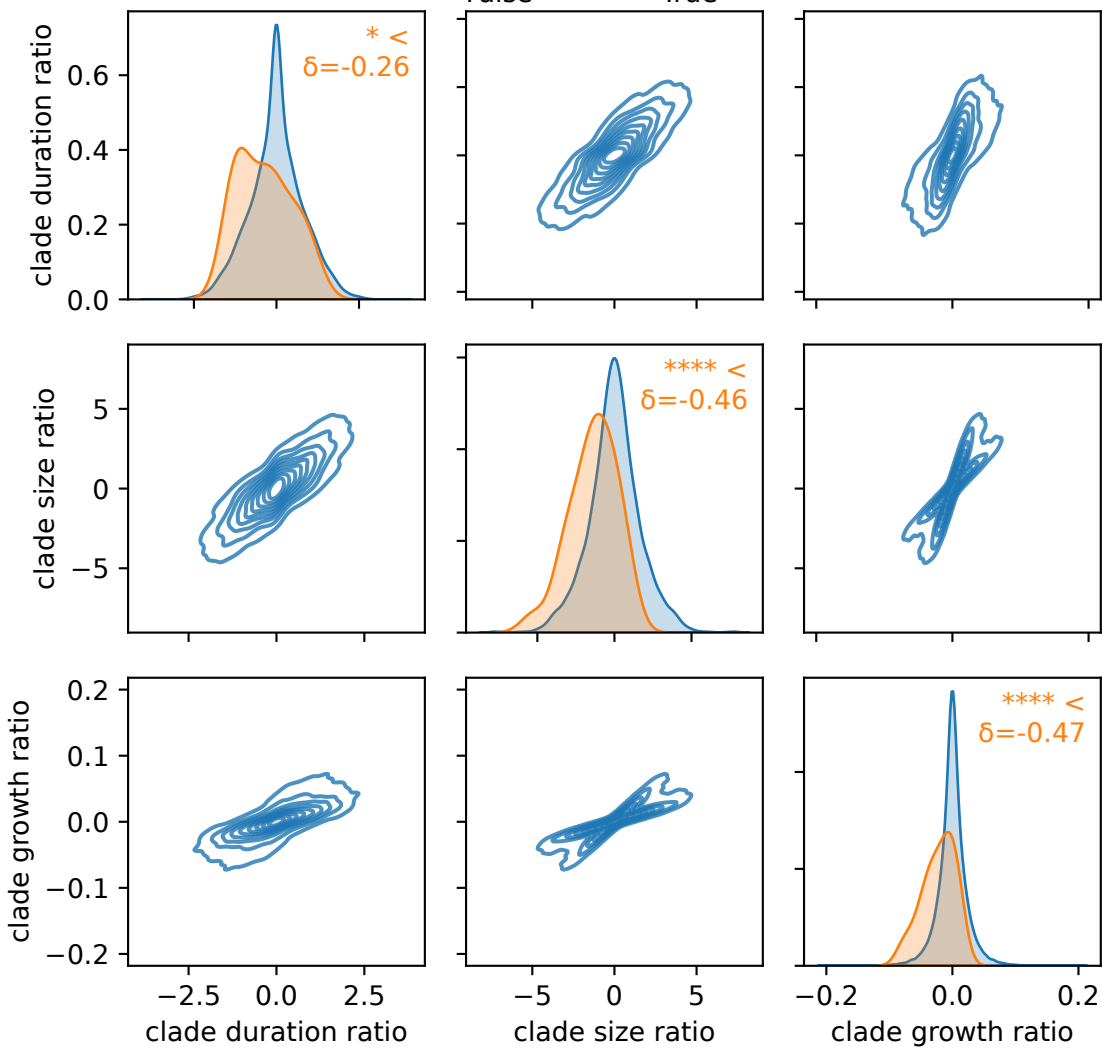 clade duration ratio
0.6
0.4
0.2
0.0
* <
δ=-0.26
clade size ratio
5
0
−5
**** <
δ=-0.46
clade growth ratio
0.2
0.1
0.0
−0.1
−0.2
**** <
δ=-0.47
−2.5 0.0 2.5
−5 0 5
−0.2 0.0 0.2
clade duration ratio
clade size ratio
clade growth ratio